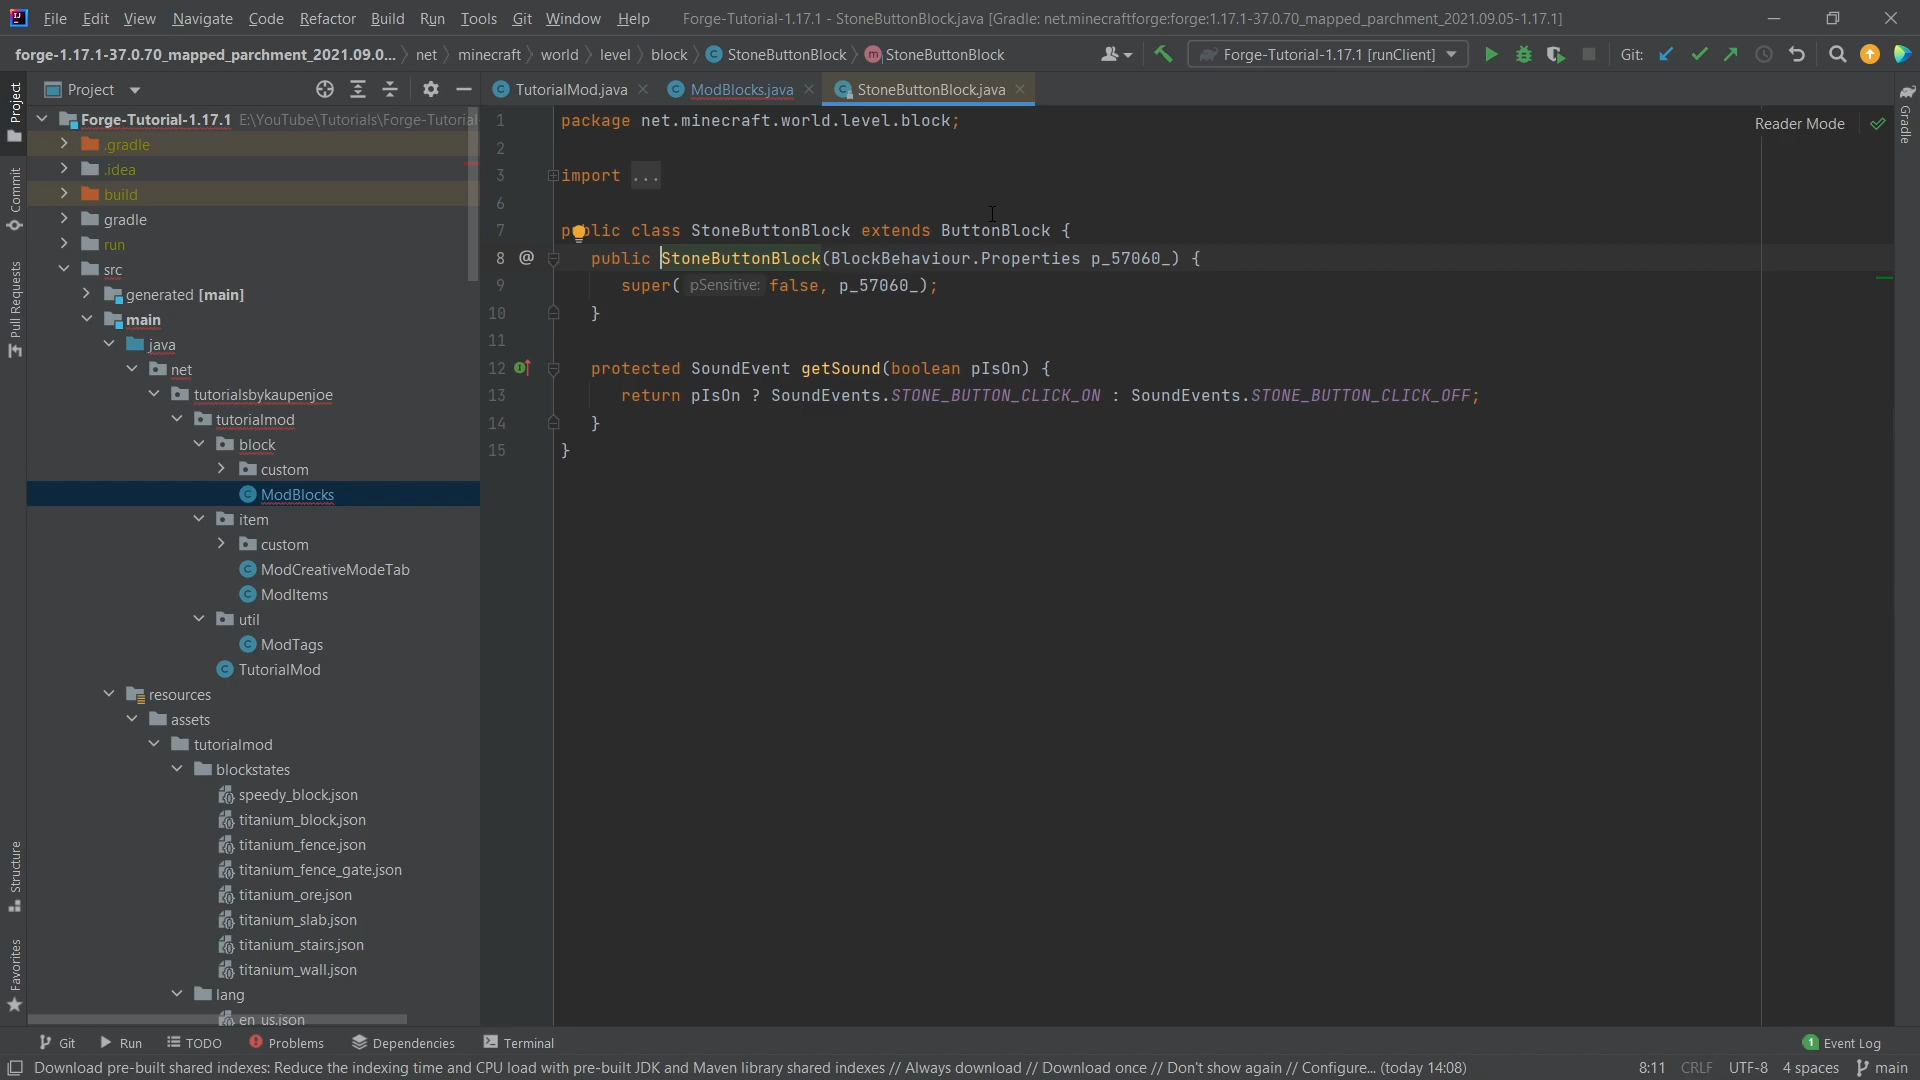 File Edit View Navigate Code Refactor Build Run Tools Git Window Help Forge-Tutorial-1.17.1 - StoneButtonBlock.java [Gradle: net.minecraftforge:forge:1.17.1-37.0.70_mapped_parchment_2021.09.05-1.17.1]
forge-1.17.1-37.0.70_mapped_parchment_2021.09.0... net minecraft world level block StoneButtonBlock StoneButtonBlock Forge-Tutorial-1.17.1 [runClient] Git:
Project TutorialMod.java ModBlocks.java StoneButtonBlock.java
Project
Commit
Pull Requests
Structure
Favorites
Gradle
Forge-Tutorial-1.17.1 E:\YouTube\Tutorials\Forge-Tutorial
.gradle
.idea
build
gradle
run
src
generated [main]
main
java
net
tutorialsbykaupenjoe
tutorialmod
block
custom
ModBlocks
item
custom
ModCreativeModeTab
ModItems
util
ModTags
TutorialMod
resources
assets
tutorialmod
blockstates
speedy_block.json
titanium_block.json
titanium_fence.json
titanium_fence_gate.json
titanium_ore.json
titanium_slab.json
titanium_stairs.json
titanium_wall.json
lang
en_us.json
Reader Mode
1 package net.minecraft.world.level.block;
2
3 import ...
6
7 public class StoneButtonBlock extends ButtonBlock {
8 @ public StoneButtonBlock(BlockBehaviour.Properties p_57060_) {
9 super( pSensitive: false, p_57060_);
10 }
11
12 protected SoundEvent getSound(boolean pIsOn) {
13 return pIsOn ? SoundEvents.STONE_BUTTON_CLICK_ON : SoundEvents.STONE_BUTTON_CLICK_OFF;
14 }
15 }
Git Run TODO Problems Dependencies Terminal 1 Event Log
Download pre-built shared indexes: Reduce the indexing time and CPU load with pre-built JDK and Maven library shared indexes // Always download // Download once // Don't show again // Configure... (today 14:08) 8:11 CRLF UTF-8 4 spaces main